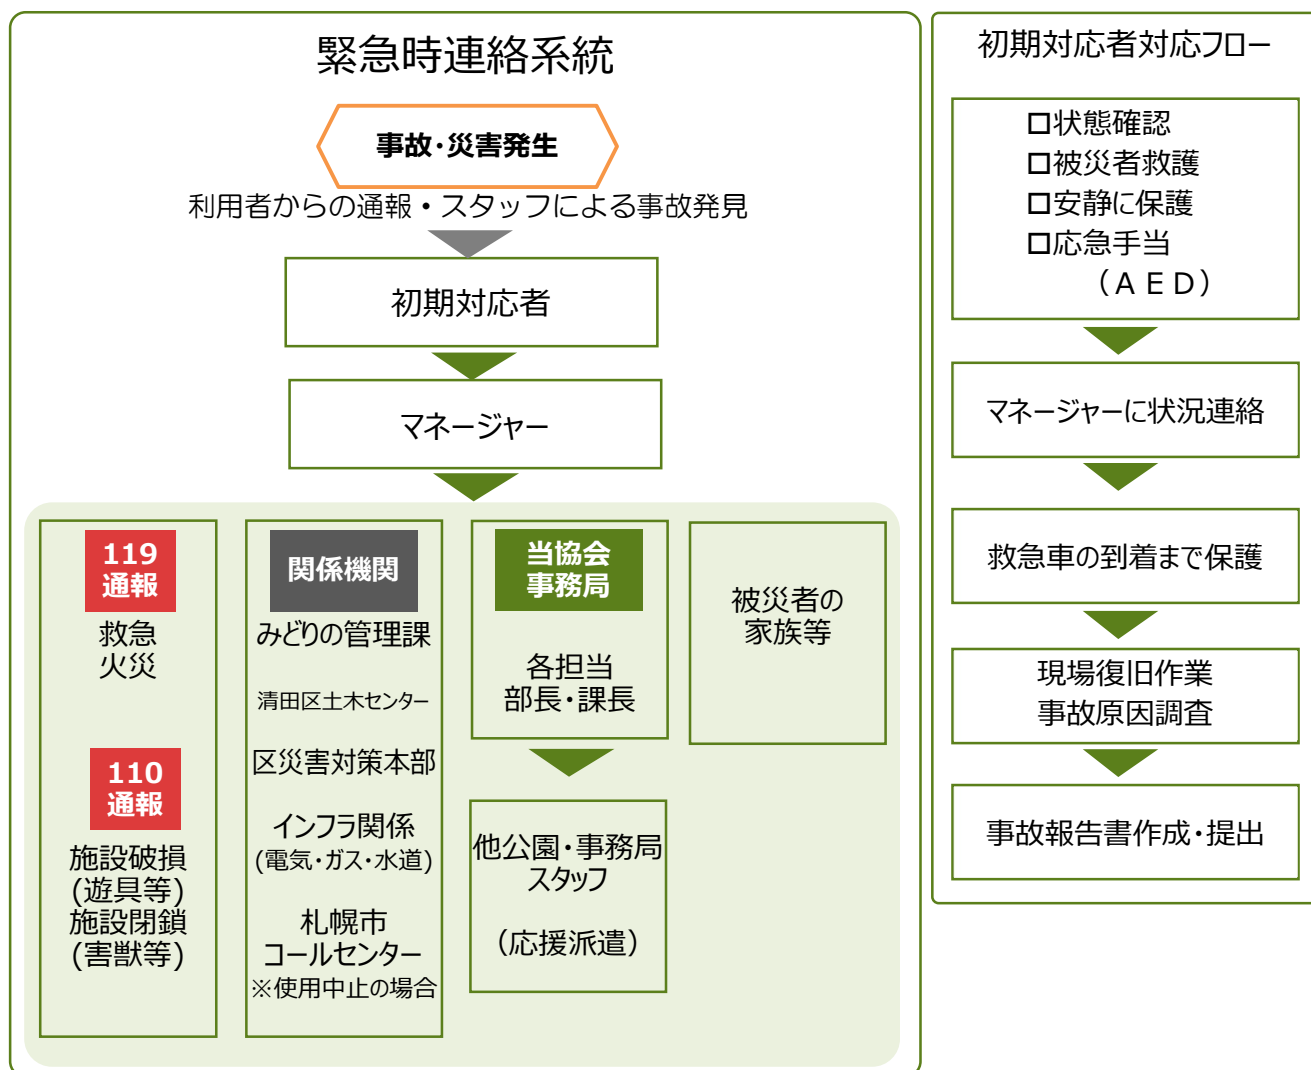 緊急時連絡系統
事故・災害発生
利用者からの通報・スタッフによる事故発見
初期対応者
マネージャー
119
通報
救急
火災
110
通報
施設破損
(遊具等)
施設閉鎖
(害獣等)
関係機関
みどりの管理課
清田区土木センター
区災害対策本部
インフラ関係
(電気・ガス・水道)
札幌市
コールセンター
※使用中止の場合
当協会
事務局
各担当
部長・課長
他公園・事務局
スタッフ
（応援派遣）
被災者の
家族等
初期対応者対応フロー
□状態確認
□被災者救護
□安静に保護
□応急手当
（ＡＥＤ）
マネージャーに状況連絡
救急車の到着まで保護
現場復旧作業
事故原因調査
事故報告書作成・提出